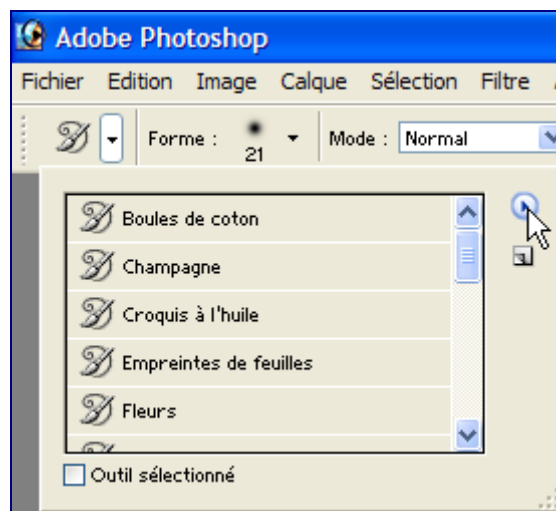 Adobe Photoshop
Fichier Edition Image Calque Sélection Filtre
Forme : 21 Mode : Normal
Boules de coton
Champagne
Croquis à l'huile
Empreintes de feuilles
Fleurs
Outil sélectionné